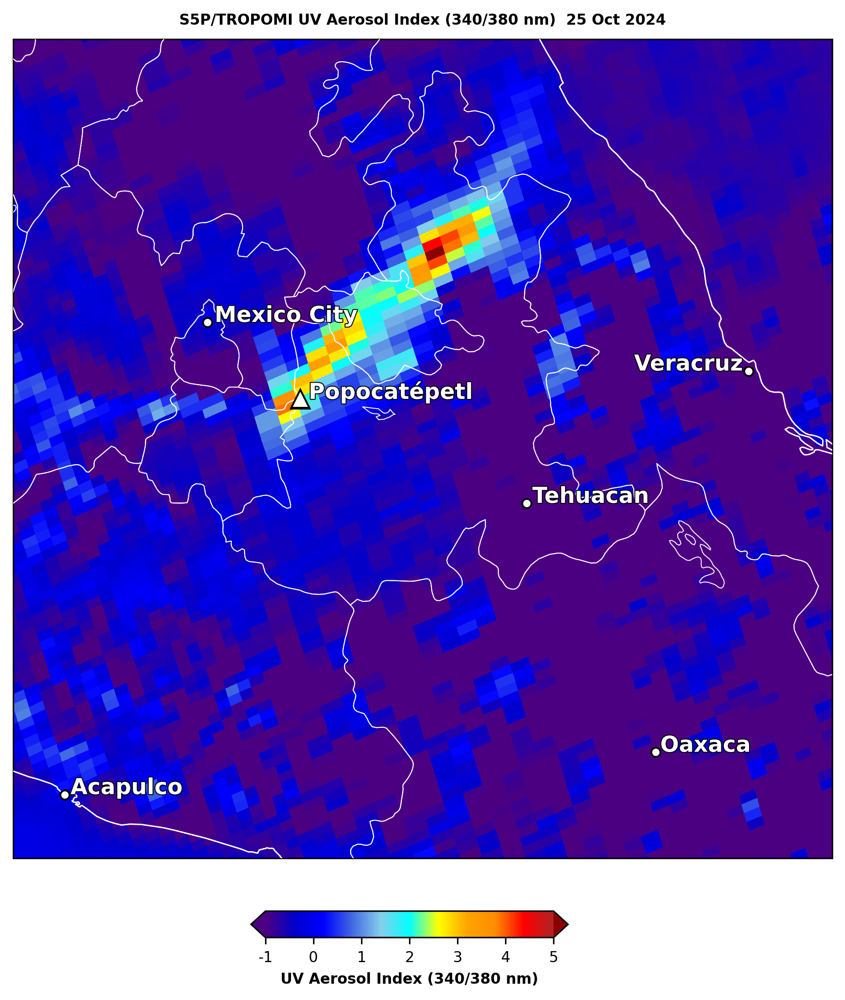 S5P/TROPOMI UV Aerosol Index (340/380 nm)  25 Oct 2024
Mexico City
Veracruz
Popocatépetl
Tehuacan
Oaxaca
Acapulco
-1 0 1 2 3 4 5
UV Aerosol Index (340/380 nm)